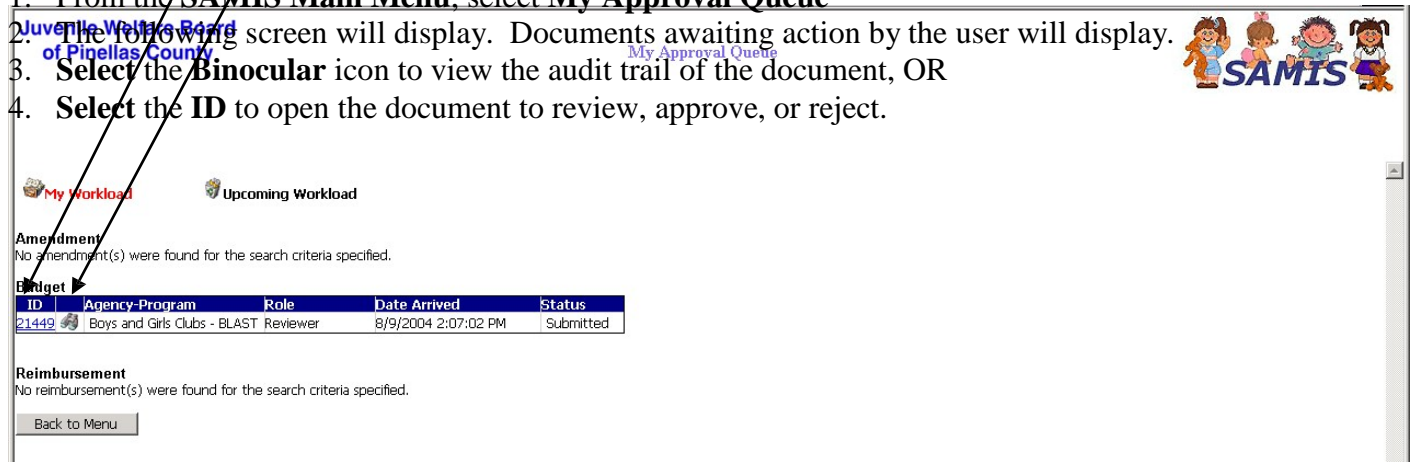 1. From the SAMIS Main Menu, select My Approval Queue
Juvenile Welfare Board
2. The following screen will display. Documents awaiting action by the user will display.
of Pinellas County
My Approval Queue
3. Select the Binocular icon to view the audit trail of the document, OR
SAMIS
4. Select the ID to open the document to review, approve, or reject.
My Workload Upcoming Workload
Amendment
No amendment(s) were found for the search criteria specified.
Budget
ID Agency-Program Role Date Arrived Status
21449 Boys and Girls Clubs - BLAST Reviewer 8/9/2004 2:07:02 PM Submitted
Reimbursement
No reimbursement(s) were found for the search criteria specified.
Back to Menu